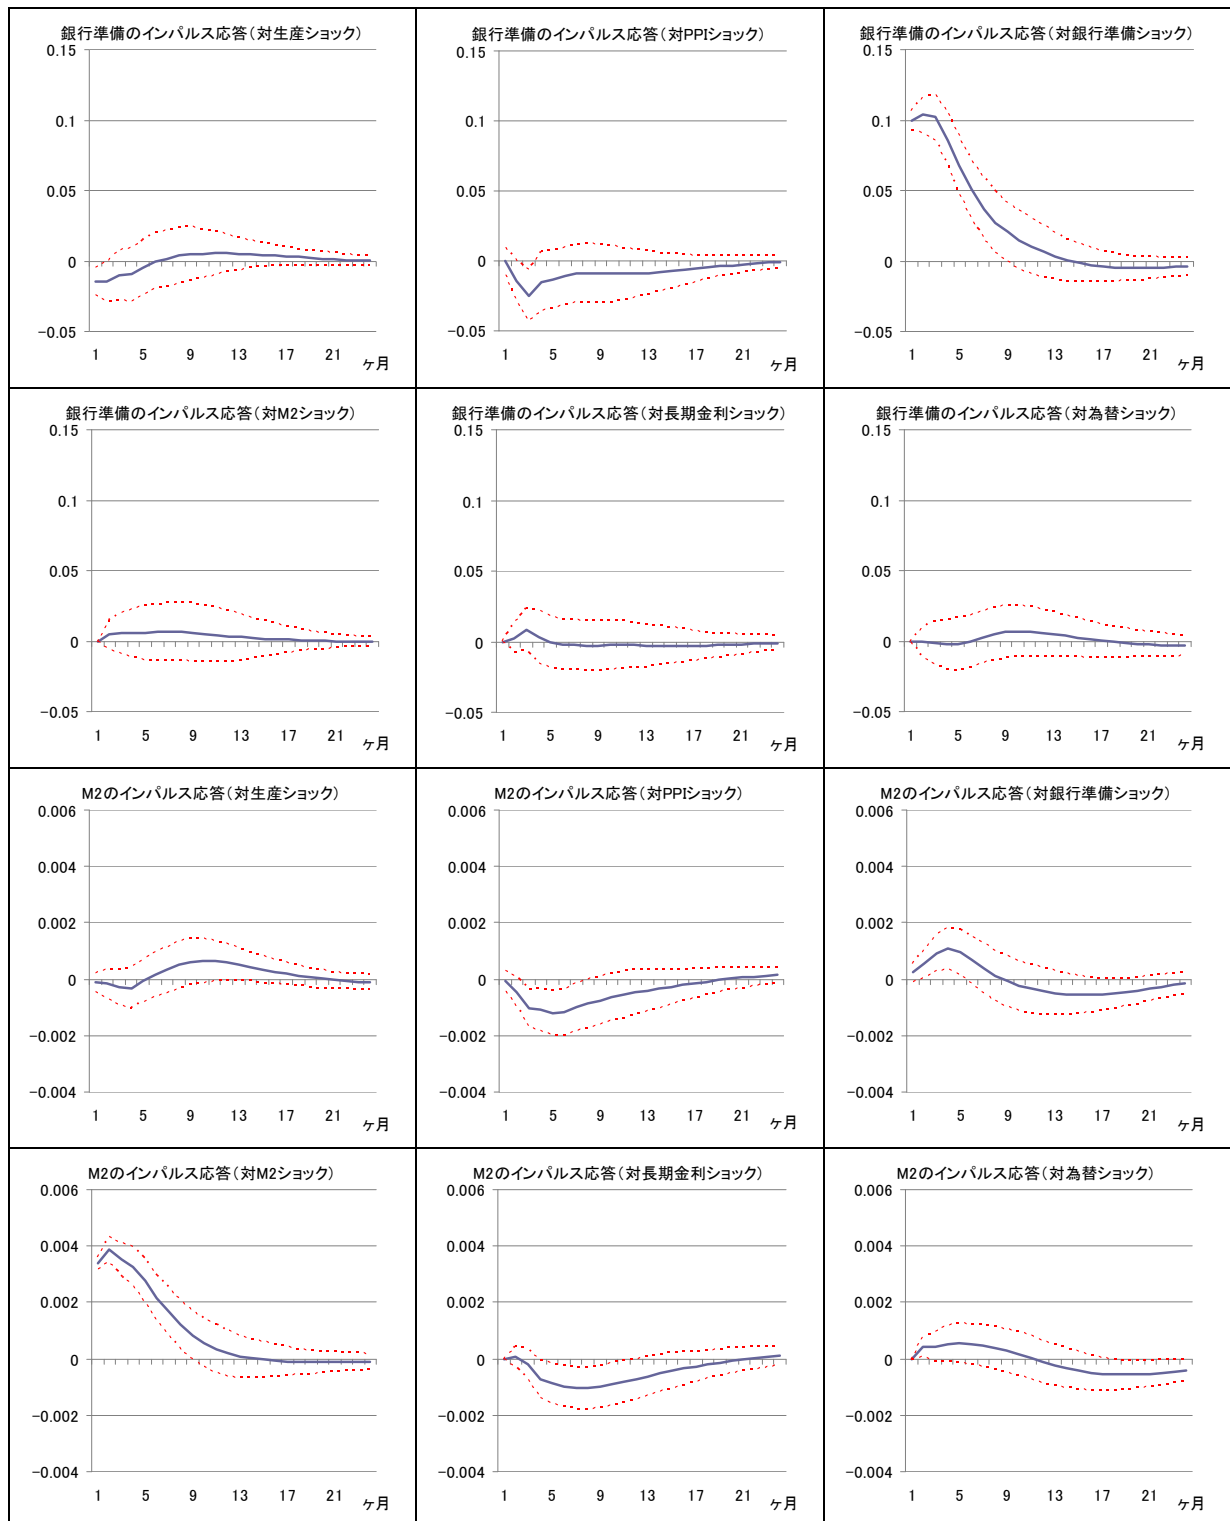 銀行準備のインパルス応答(対生産ショック)
0.15
0.1
0.05
0
-0.05
1 5 9 13 17 21
ヶ月
銀行準備のインパルス応答(対PPIショック)
0.15
0.1
0.05
0
-0.05
1 5 9 13 17 21
ヶ月
銀行準備のインパルス応答(対銀行準備ショック)
0.15
0.1
0.05
0
-0.05
1 5 9 13 17 21
ヶ月
銀行準備のインパルス応答(対M2ショック)
0.15
0.1
0.05
0
-0.05
1 5 9 13 17 21
ヶ月
銀行準備のインパルス応答(対長期金利ショック)
0.15
0.1
0.05
0
-0.05
1 5 9 13 17 21
ヶ月
銀行準備のインパルス応答(対為替ショック)
0.15
0.1
0.05
0
-0.05
1 5 9 13 17 21
ヶ月
M2のインパルス応答(対生産ショック)
0.006
0.004
0.002
0
-0.002
-0.004
1 5 9 13 17 21
ヶ月
M2のインパルス応答(対PPIショック)
0.006
0.004
0.002
0
-0.002
-0.004
1 5 9 13 17 21
ヶ月
M2のインパルス応答(対銀行準備ショック)
0.006
0.004
0.002
0
-0.002
-0.004
1 5 9 13 17 21
ヶ月
M2のインパルス応答(対M2ショック)
0.006
0.004
0.002
0
-0.002
-0.004
1 5 9 13 17 21
ヶ月
M2のインパルス応答(対長期金利ショック)
0.006
0.004
0.002
0
-0.002
-0.004
1 5 9 13 17 21
ヶ月
M2のインパルス応答(対為替ショック)
0.006
0.004
0.002
0
-0.002
-0.004
1 5 9 13 17 21
ヶ月